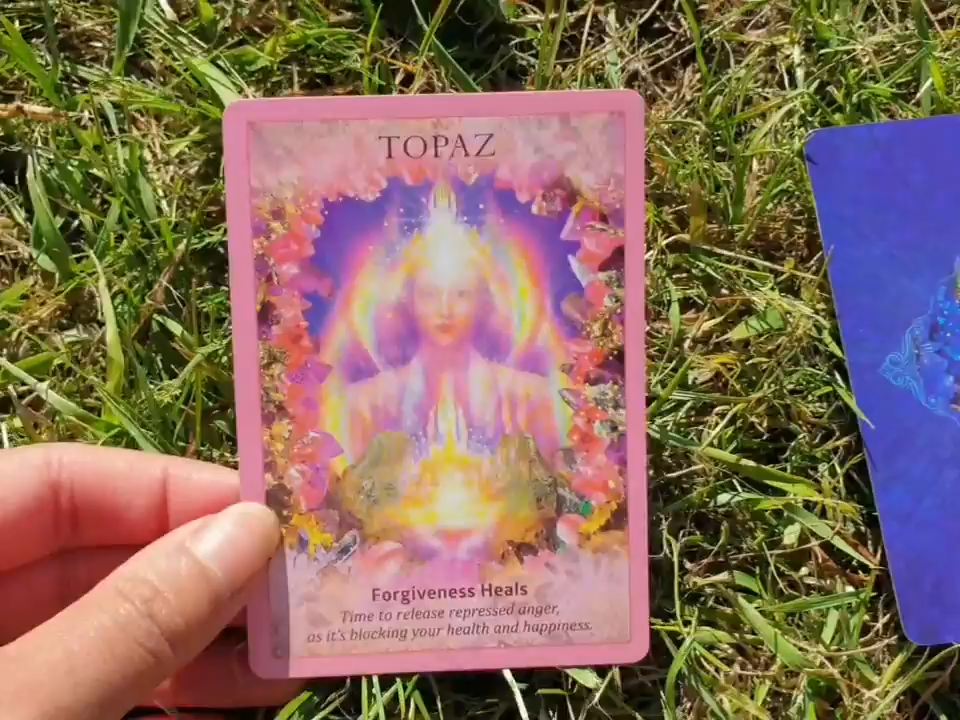 TOPAZ
Forgiveness Heals
Time to release repressed anger,
as it's blocking your health and happiness.